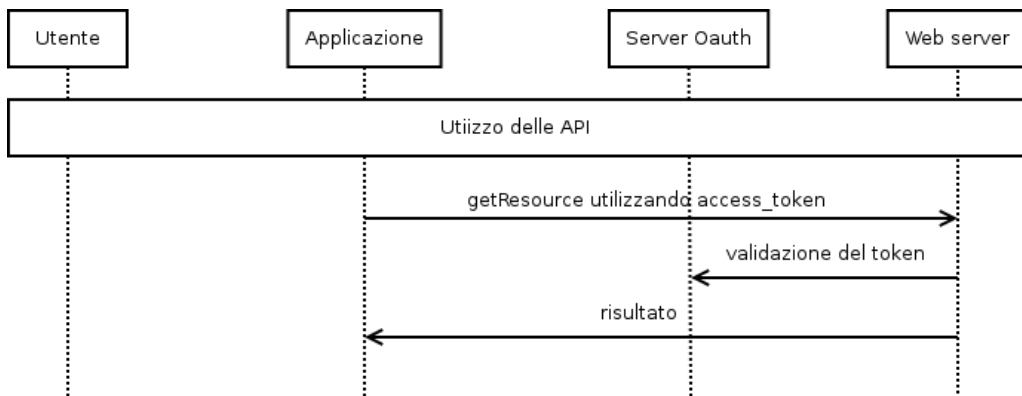 Utente
Applicazione
Server Oauth
Web server
Utiizzo delle API
getResource utilizzando access_token
validazione del token
risultato